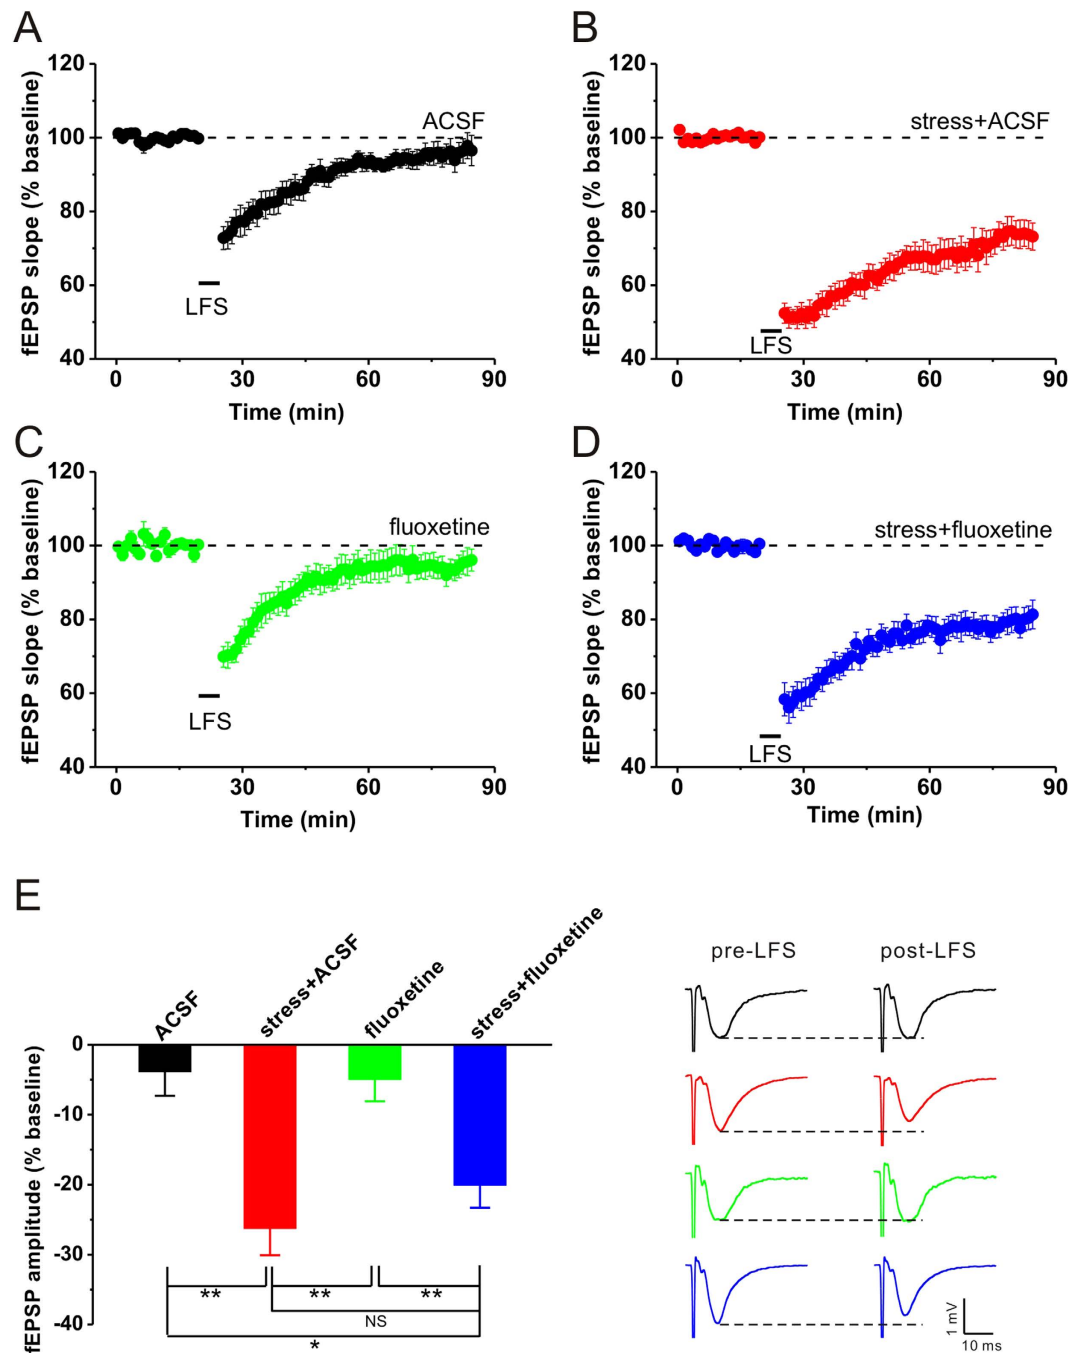 A
120
100
80
60
40
fEPSP slope (% baseline)
ACSF
LFS
0 30 60 90
Time (min)
B
120
100
80
60
40
fEPSP slope (% baseline)
stress+ACSF
LFS
0 30 60 90
Time (min)
C
120
100
80
60
40
fEPSP slope (% baseline)
fluoxetine
LFS
0 30 60 90
Time (min)
D
120
100
80
60
40
fEPSP slope (% baseline)
stress+fluoxetine
LFS
0 30 60 90
Time (min)
E
ACSF
stress+ACSF
fluoxetine
stress+fluoxetine
0
-10
-20
-30
-40
fEPSP amplitude (% baseline)
** ** **
NS
*
pre-LFS post-LFS
1 mV
10 ms